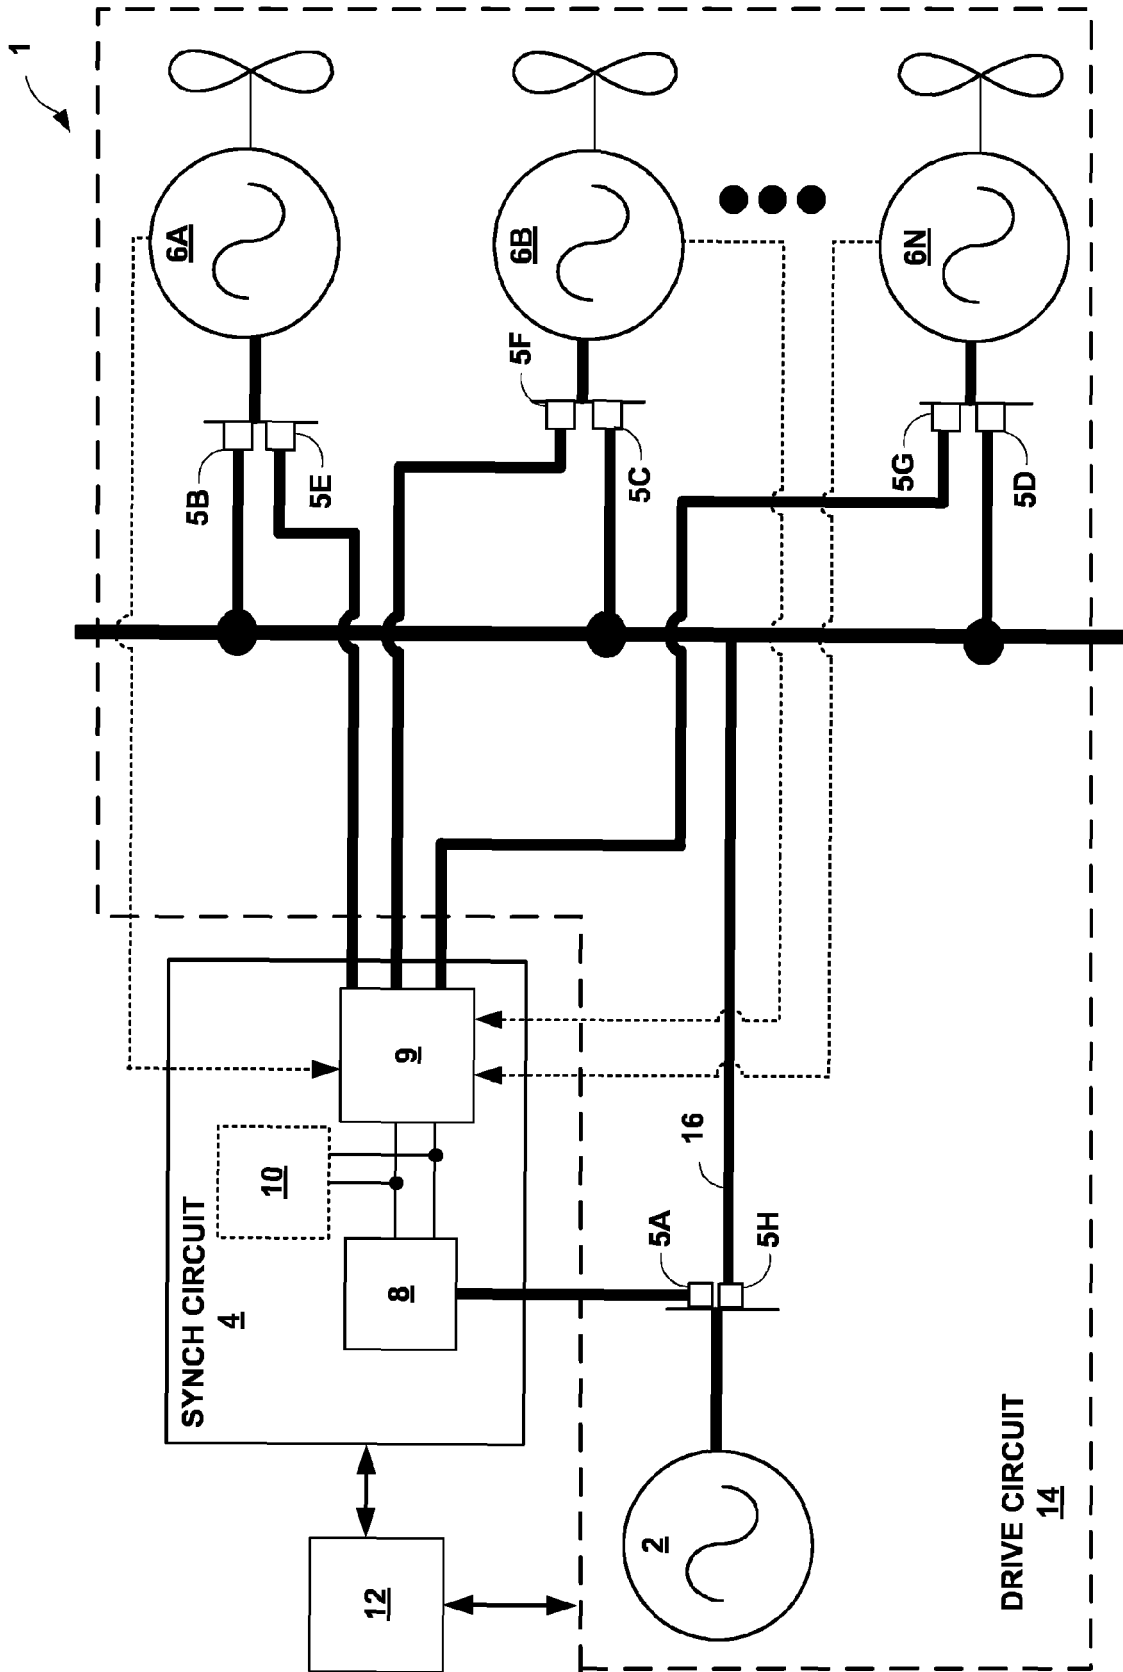 1
6A
6B
6N
5B
5E
5F
5C
5G
5D
SYNCH CIRCUIT
4
9
10
8
16
5A
5H
12
2
DRIVE CIRCUIT
14